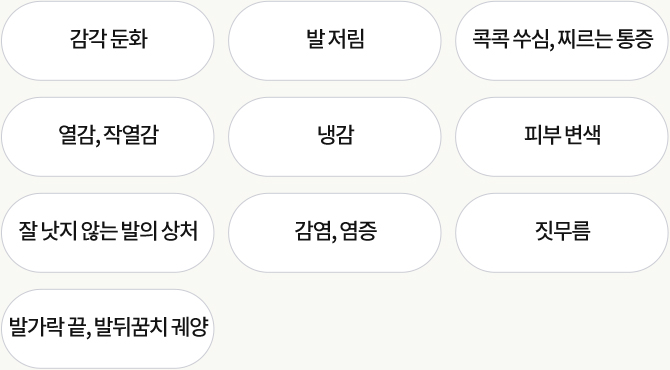 감각 둔화
발 저림
콕콕 쑤심, 찌르는 통증
열감, 작열감
냉감
피부 변색
잘 낫지 않는 발의 상처
감염, 염증
짓무름
발가락 끝, 발뒤꿈치 궤양